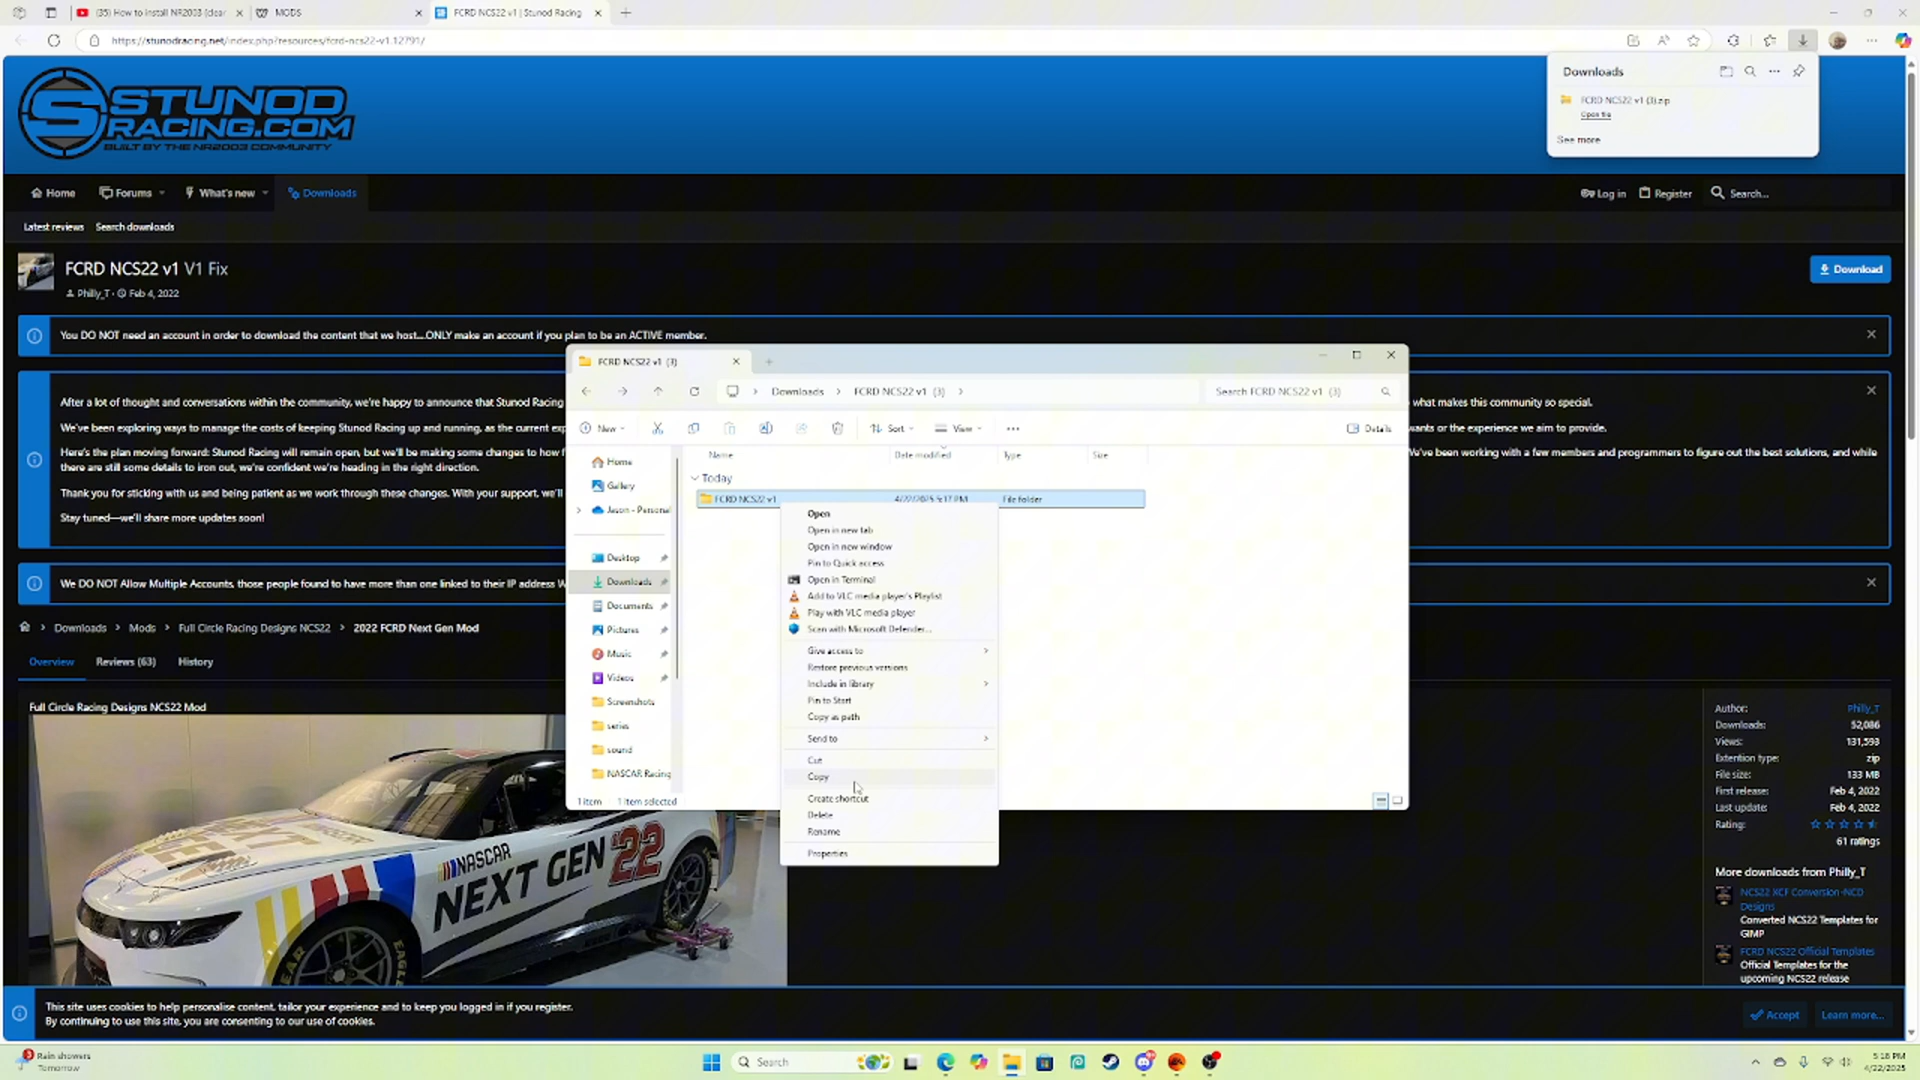 (35) How to install NR2003 (clear
MODS
FCRD NCS22 v1 | Stunod Racing
https://stunodracing.net/index.php?resources/fcrd-ncs22-v1.12791/
Downloads
FCRD NCS22 v1 (3).zip
Open file
See more
STUNOD
RACING.COM
BUILT BY THE NR2003 COMMUNITY
Home
Forums
What's new
Downloads
Log in
Register
Search...
Latest reviews
Search downloads
FCRD NCS22 v1 V1 Fix
Philly_T · Feb 4, 2022
Download
You DO NOT need an account in order to download the content that we host....ONLY make an account if you plan to be an ACTIVE member.
After a lot of thought and conversations within the community, we're happy to announce that Stunod Racing
what makes this community so special.
We've been exploring ways to manage the costs of keeping Stunod Racing up and running, as the current exp
wants or the experience we aim to provide.
Here's the plan moving forward: Stunod Racing will remain open, but we'll be making some changes to how f
We've been working with a few members and programmers to figure out the best solutions, and while
there are still some details to iron out, we're confident we're heading in the right direction.
Thank you for sticking with us and being patient as we work through these changes. With your support, we'll
Stay tuned—we'll share more updates soon!
We DO NOT Allow Multiple Accounts, those people found to have more than one linked to their IP address W
Downloads
Mods
Full Circle Racing Designs NCS22
2022 FCRD Next Gen Mod
Overview
Reviews (63)
History
Full Circle Racing Designs NCS22 Mod
FCRD NCS22 v1 (3)
Downloads
FCRD NCS22 v1 (3)
Search FCRD NCS22 v1 (3)
New
Sort
View
Details
Home
Gallery
Jason - Personal
Desktop
Downloads
Documents
Pictures
Music
Videos
Screenshots
series
sound
NASCAR Racing
Name
Date modified
Type
Size
Today
FCRD NCS22 v1
4/22/2025 5:17 PM
File folder
Open
Open in new tab
Open in new window
Pin to Quick access
Open in Terminal
Add to VLC media player's Playlist
Play with VLC media player
Scan with Microsoft Defender...
Give access to
Restore previous versions
Include in library
Pin to Start
Copy as path
Send to
Cut
Copy
Create shortcut
Delete
Rename
Properties
1 item
1 item selected
NASCAR
NEXT GEN '22
EAGLE
Author:
Philly_T
Downloads:
52,086
Views:
131,593
Extention type:
zip
File size:
133 MB
First release:
Feb 4, 2022
Last update:
Feb 4, 2022
Rating:
61 ratings
More downloads from Philly_T
NCS22 XCF Conversion -NCD
Designs
Converted NCS22 Templates for
GIMP
FCRD NCS22 Official Templates
Official Templates for the
upcoming NCS22 release
This site uses cookies to help personalise content, tailor your experience and to keep you logged in if you register.
By continuing to use this site, you are consenting to our use of cookies.
Accept
Learn more...
Rain showers
Tomorrow
Search
5:18 PM
4/22/2025